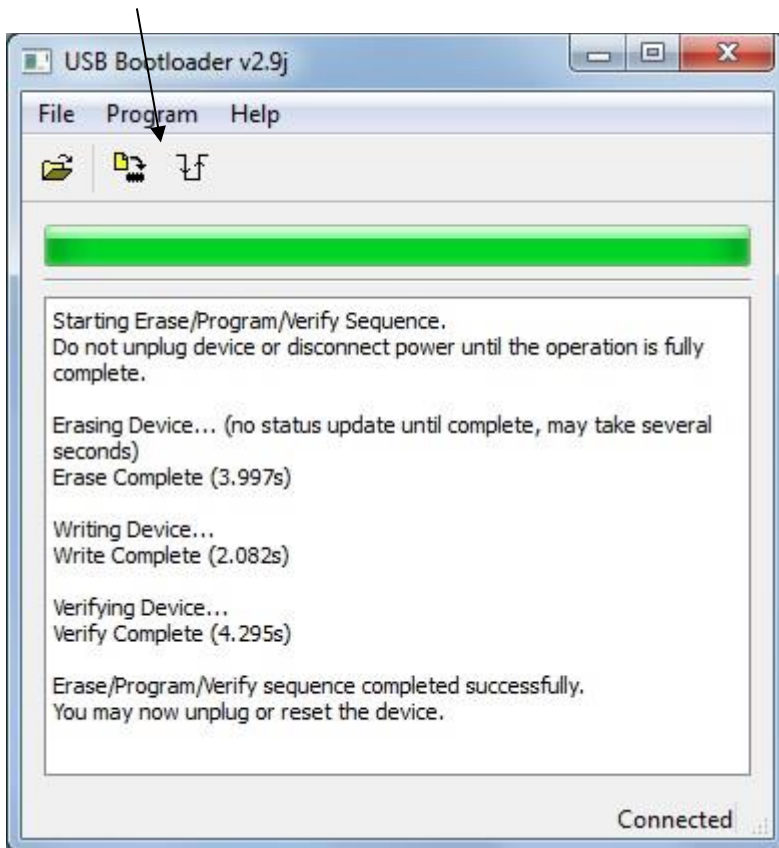 USB Bootloader v2.9j
File Program Help
Starting Erase/Program/Verify Sequence.
Do not unplug device or disconnect power until the operation is fully
complete.
Erasing Device... (no status update until complete, may take several
seconds)
Erase Complete (3.997s)
Writing Device...
Write Complete (2.082s)
Verifying Device...
Verify Complete (4.295s)
Erase/Program/Verify sequence completed successfully.
You may now unplug or reset the device.
Connected